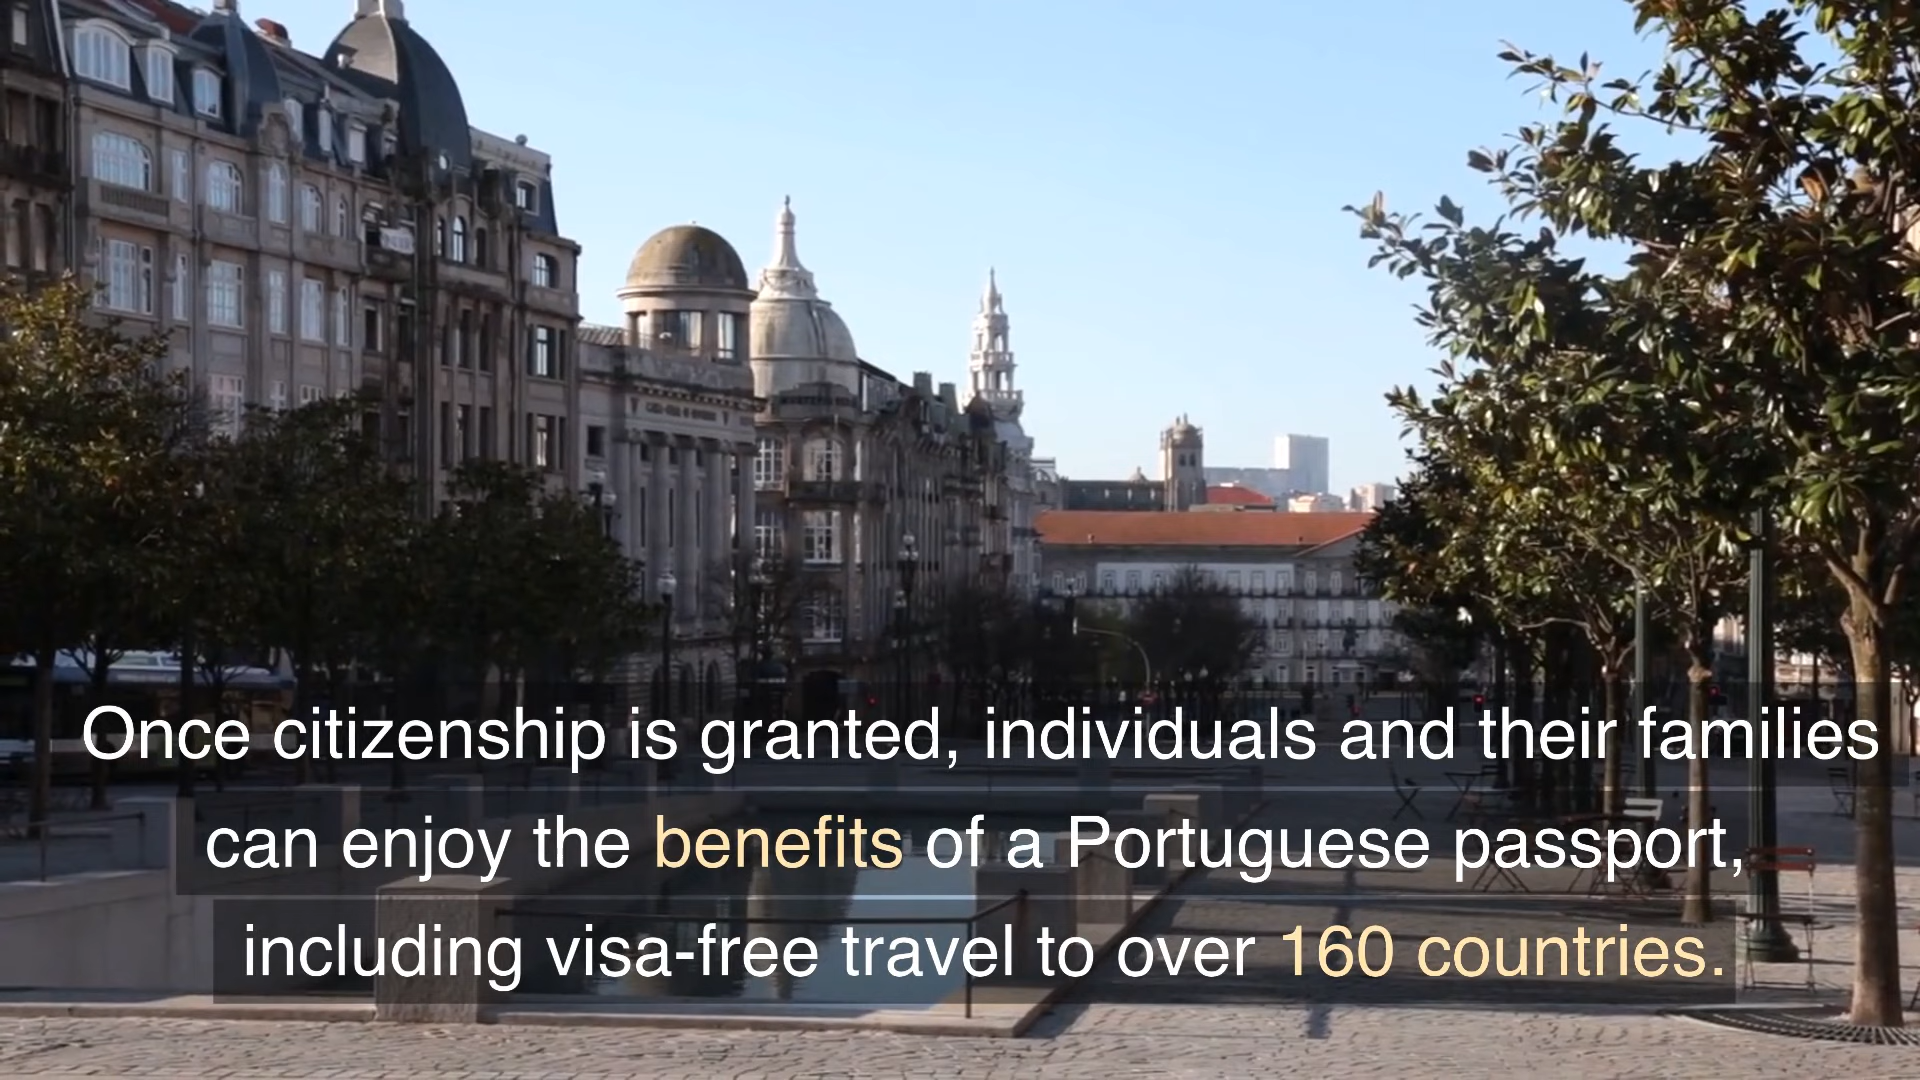 Once citizenship is granted, individuals and their families
can enjoy the benefits of a Portuguese passport,
including visa-free travel to over 160 countries.